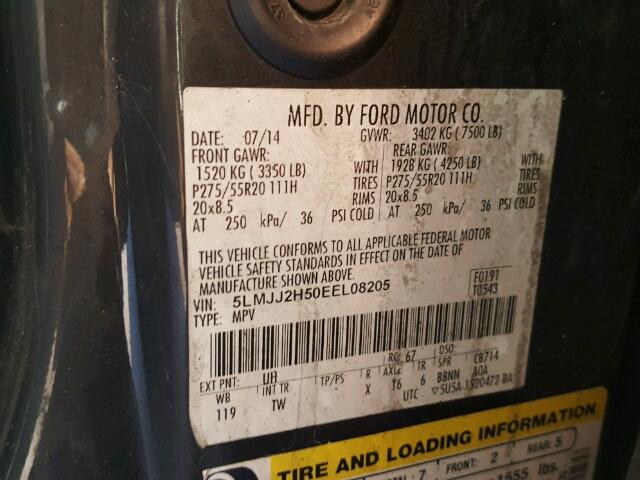 MFD. BY FORD MOTOR CO.
DATE: 07/14 GVWR: 3402 KG ( 7500 LB)
FRONT GAWR: REAR GAWR:
1520 KG ( 3350 LB) WITH 1928 KG ( 4250 LB) WITH
P275/55R20 111H TIRES P275/55R20 111H TIRES
20x8.5 RIMS 20x8.5 RIMS
AT 250 kPa/ 36 PSI COLD AT 250 kPa/ 36 PSI COLD
THIS VEHICLE CONFORMS TO ALL APPLICABLE FEDERAL MOTOR
VEHICLE SAFETY STANDARDS IN EFFECT ON THE DATE OF
MANUFACTURE SHOWN ABOVE.
VIN: 5LMJJ2H50EEL08205 F0191
TYPE: MPV T0543
RC: 67 DSO:
EXT PNT: UH AXLE TR SPR CB714
WB INT TR TP/PS R X T6 6 BBNN AOA
119 TW UTC 5U5A-1520472-BA
TIRE AND LOADING INFORMATION
7 FRONT: 2 REAR: 5
1555 lbs.